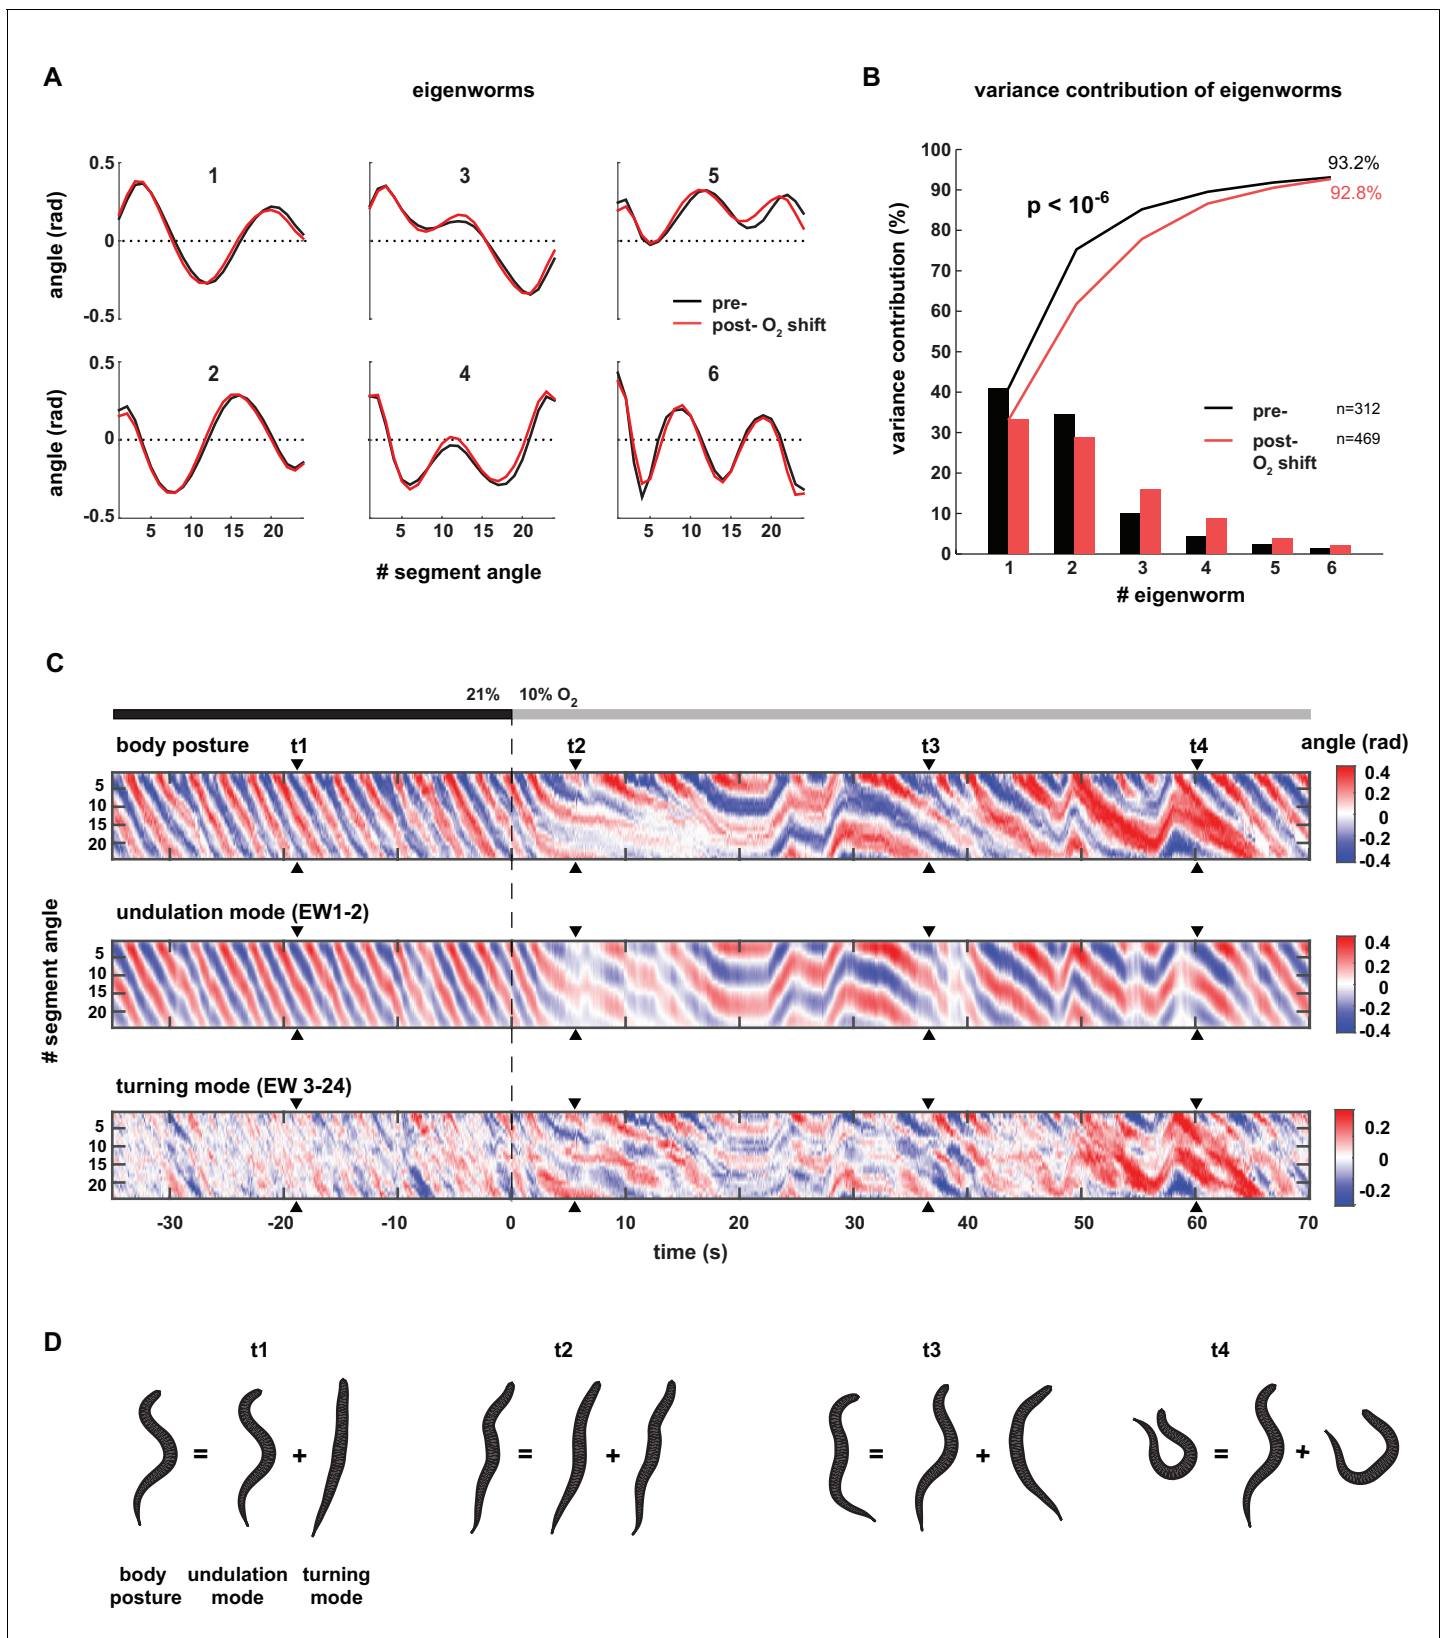 A
eigenworms
B
variance contribution of eigenworms
0.5
0
-0.5
angle (rad)
1
3
5
pre-
post- O2 shift
0.5
0
-0.5
angle (rad)
2
4
6
5 10 15 20
5 10 15 20
5 10 15 20
# segment angle
100
90
80
70
60
50
40
30
20
10
0
variance contribution (%)
93.2%
92.8%
p < 10-6
pre- n=312
post- n=469
O2 shift
1 2 3 4 5 6
# eigenworm
C
21% 10% O2
body posture t1 t2 t3 t4 angle (rad)
5
10
15
20
0.4
0.2
0
-0.2
-0.4
# segment angle
undulation mode (EW1-2)
5
10
15
20
0.4
0.2
0
-0.2
-0.4
turning mode (EW 3-24)
5
10
15
20
0.2
0
-0.2
-30 -20 -10 0 10 20 30 40 50 60 70
time (s)
D
t1 t2 t3 t4
= + = + = + = +
body undulation turning
posture mode mode